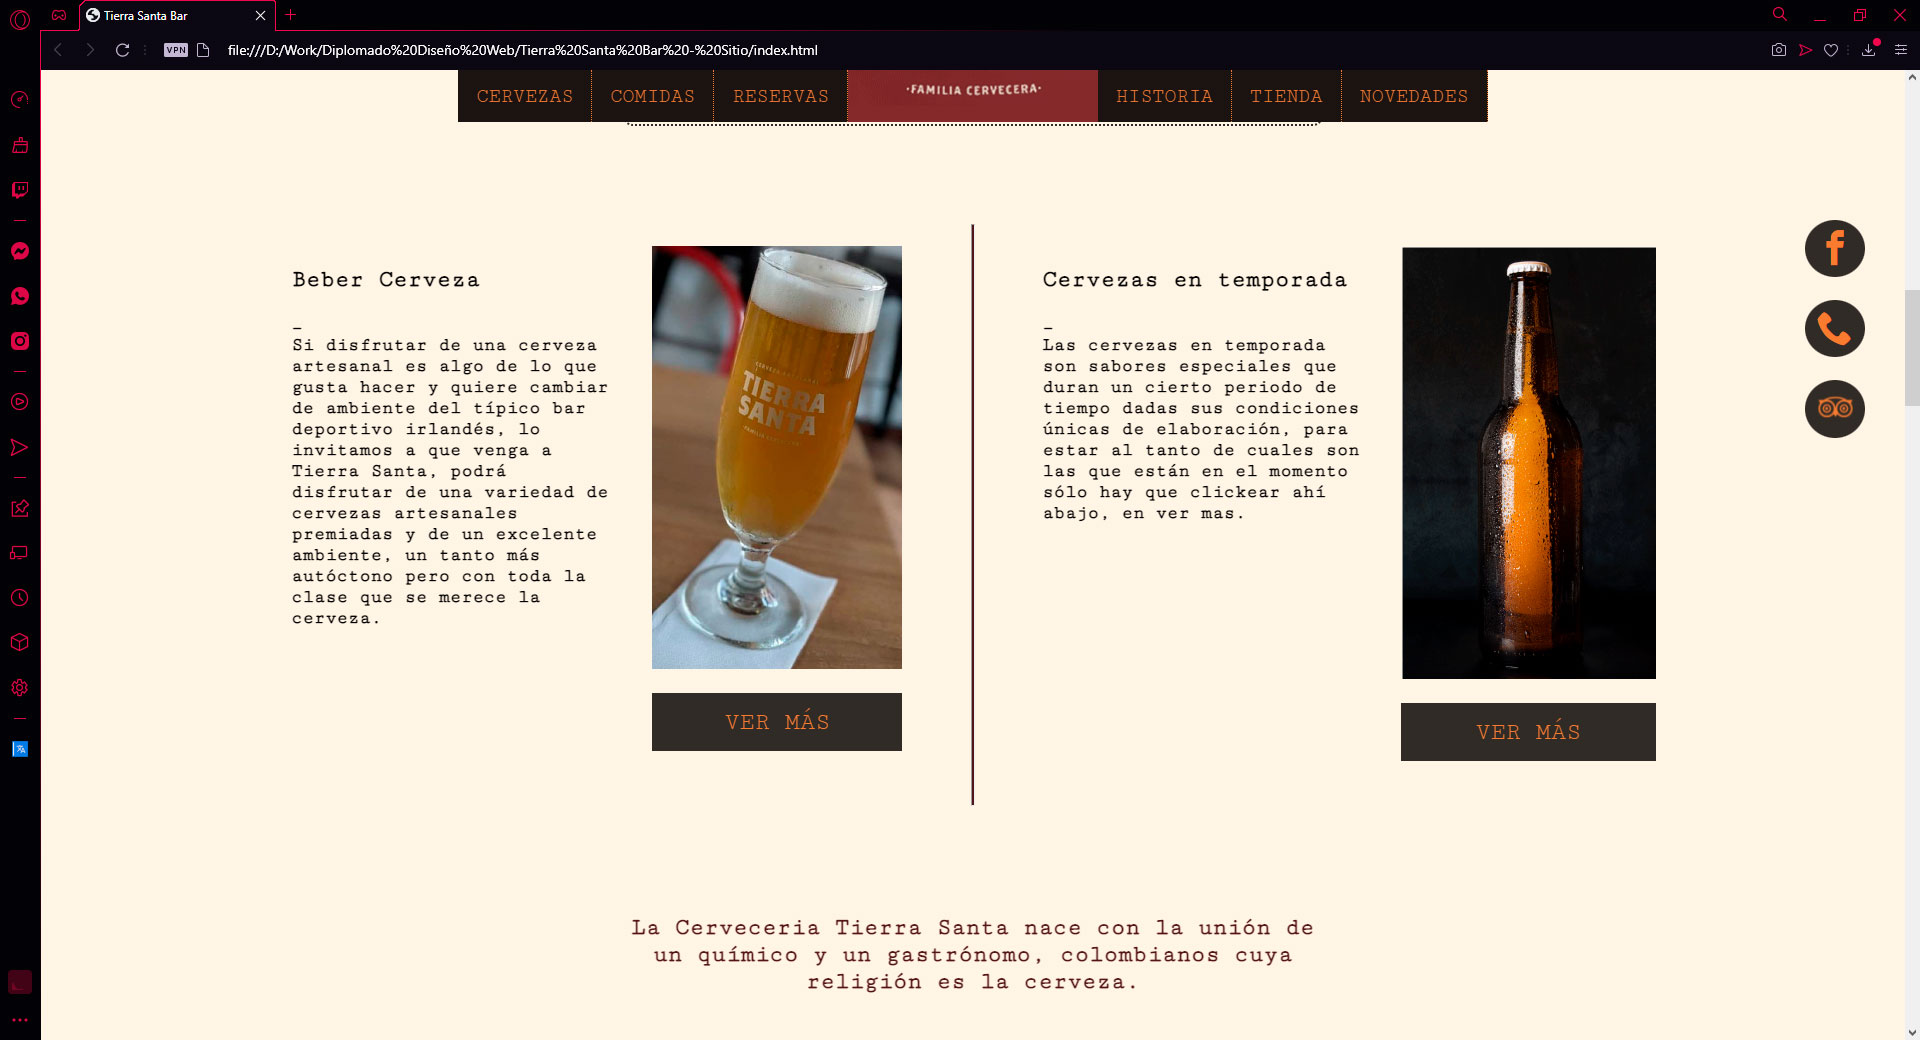 Tierra Santa Bar
VPN
file:///D:/Work/Diplomado%20Diseño%20Web/Tierra%20Santa%20Bar%20-%20Sitio/index.html
CERVEZAS
COMIDAS
RESERVAS
·FAMILIA CERVECERA·
HISTORIA
TIENDA
NOVEDADES
Beber Cerveza
_
Si disfrutar de una cerveza
artesanal es algo de lo que
gusta hacer y quiere cambiar
de ambiente del típico bar
deportivo irlandés, lo
invitamos a que venga a
Tierra Santa, podrá
disfrutar de una variedad de
cervezas artesanales
premiadas y de un excelente
ambiente, un tanto más
autóctono pero con toda la
clase que se merece la
cerveza.
CERVEZA ARTESANAL
TIERRA
SANTA
·FAMILIA CERVECERA·
VER MÁS
Cervezas en temporada
_
Las cervezas en temporada
son sabores especiales que
duran un cierto periodo de
tiempo dadas sus condiciones
únicas de elaboración, para
estar al tanto de cuales son
las que están en el momento
sólo hay que clickear ahí
abajo, en ver mas.
VER MÁS
La Cerveceria Tierra Santa nace con la unión de
un químico y un gastrónomo, colombianos cuya
religión es la cerveza.